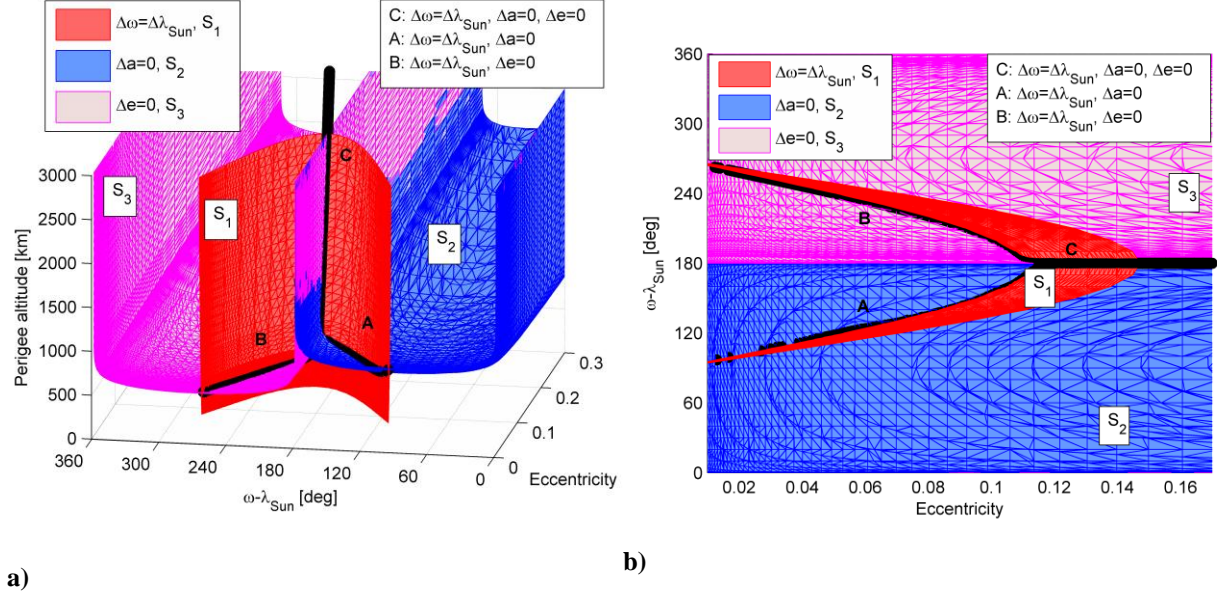 Δω=Δλ_Sun, S_1
Δa=0, S_2
Δe=0, S_3
C: Δω=Δλ_Sun, Δa=0, Δe=0
A: Δω=Δλ_Sun, Δa=0
B: Δω=Δλ_Sun, Δe=0
S_3
S_1
S_2
C
B
A
Perigee altitude [km]
3000
2500
2000
1500
1000
500
0
360
300
240
180
120
60
0
ω-λ_Sun [deg]
0
0.1
0.2
0.3
Eccentricity
a)
Δω=Δλ_Sun, S_1
Δa=0, S_2
Δe=0, S_3
C: Δω=Δλ_Sun, Δa=0, Δe=0
A: Δω=Δλ_Sun, Δa=0
B: Δω=Δλ_Sun, Δe=0
S_3
B
C
S_1
A
S_2
ω-λ_Sun [deg]
360
300
240
180
120
60
0
0.02
0.04
0.06
0.08
0.1
0.12
0.14
0.16
Eccentricity
b)